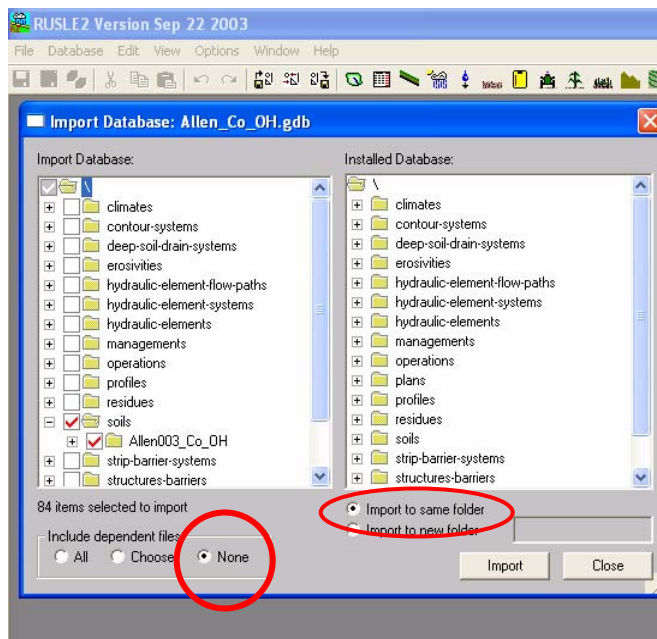 RUSLE2 Version Sep 22 2003
File Database Edit View Options Window Help
Import Database: Allen_Co_OH.gdb
Import Database:
\
climates
contour-systems
deep-soil-drain-systems
erosivities
hydraulic-element-flow-paths
hydraulic-element-systems
hydraulic-elements
managements
operations
profiles
residues
soils
Allen003_Co_OH
strip-barrier-systems
structures-barriers
84 items selected to import
Include dependent files
All Choose None
Installed Database:
\
climates
contour-systems
deep-soil-drain-systems
erosivities
hydraulic-element-flow-paths
hydraulic-element-systems
hydraulic-elements
managements
operations
plans
profiles
residues
soils
strip-barrier-systems
structures-barriers
Import to same folder
Import to new folder
Import Close